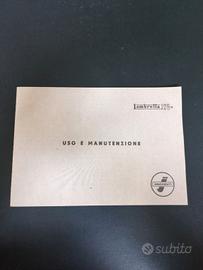 Lambretta 125
USO E MANUTENZIONE
subito